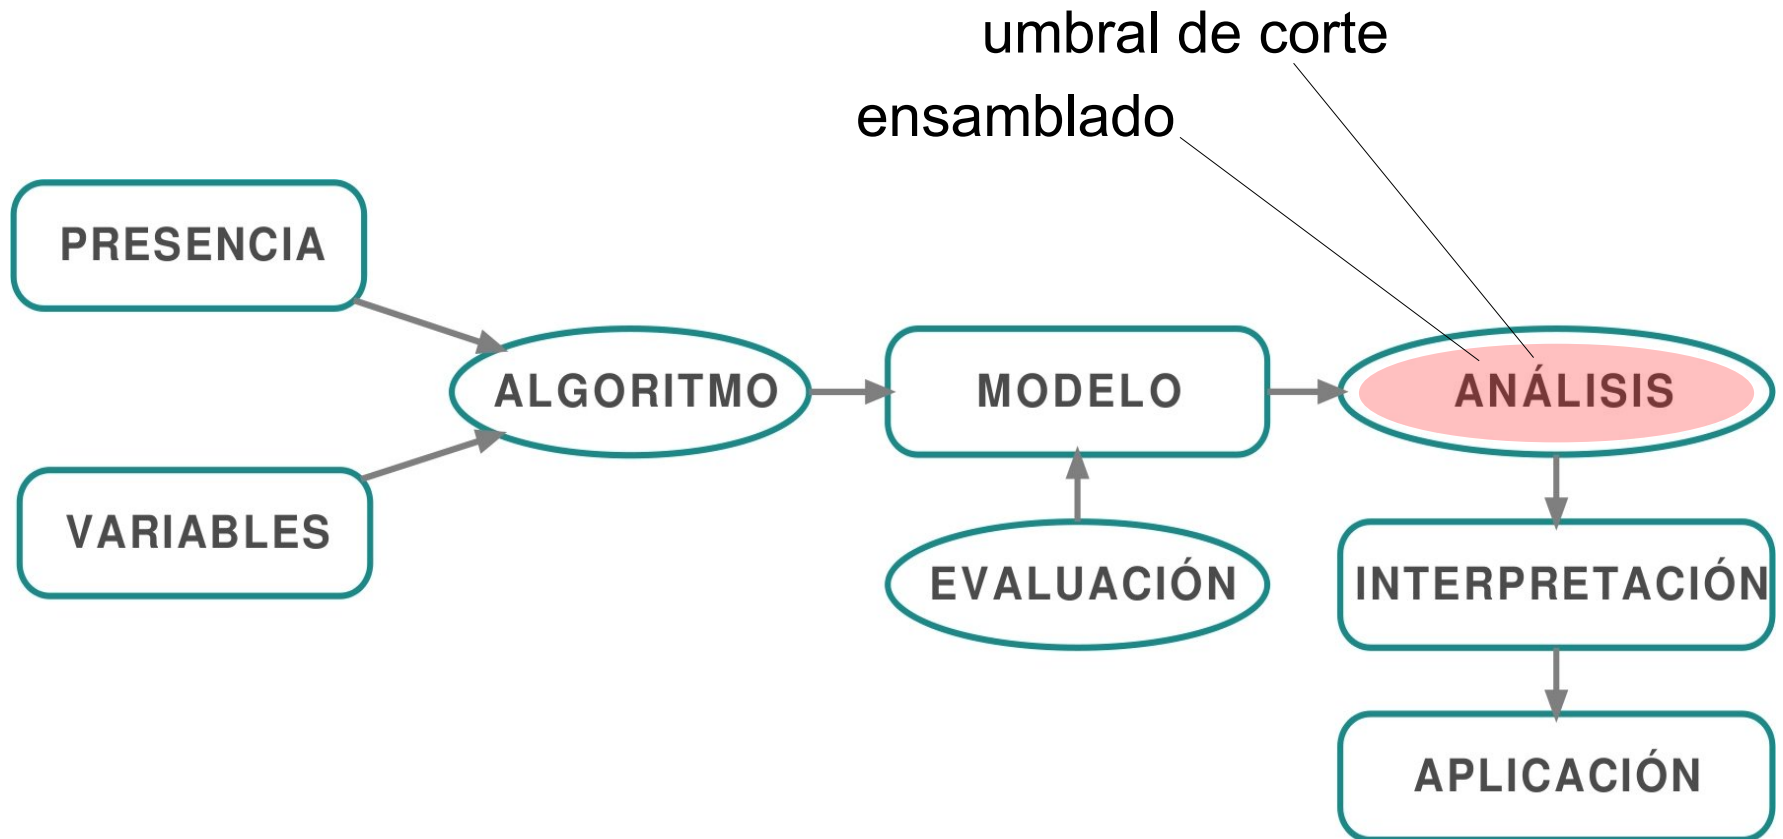 umbral de corte
ensamblado
PRESENCIA
ALGORITMO
MODELO
ANÁLISIS
VARIABLES
EVALUACIÓN
INTERPRETACIÓN
APLICACIÓN